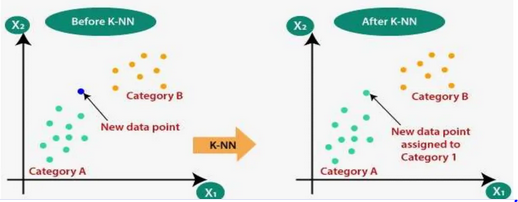 Before K-NN
X₂
Category B
New data point
Category A
X₁
K-NN
After K-NN
X₂
Category B
New data point
assigned to
Category 1
Category A
X₁